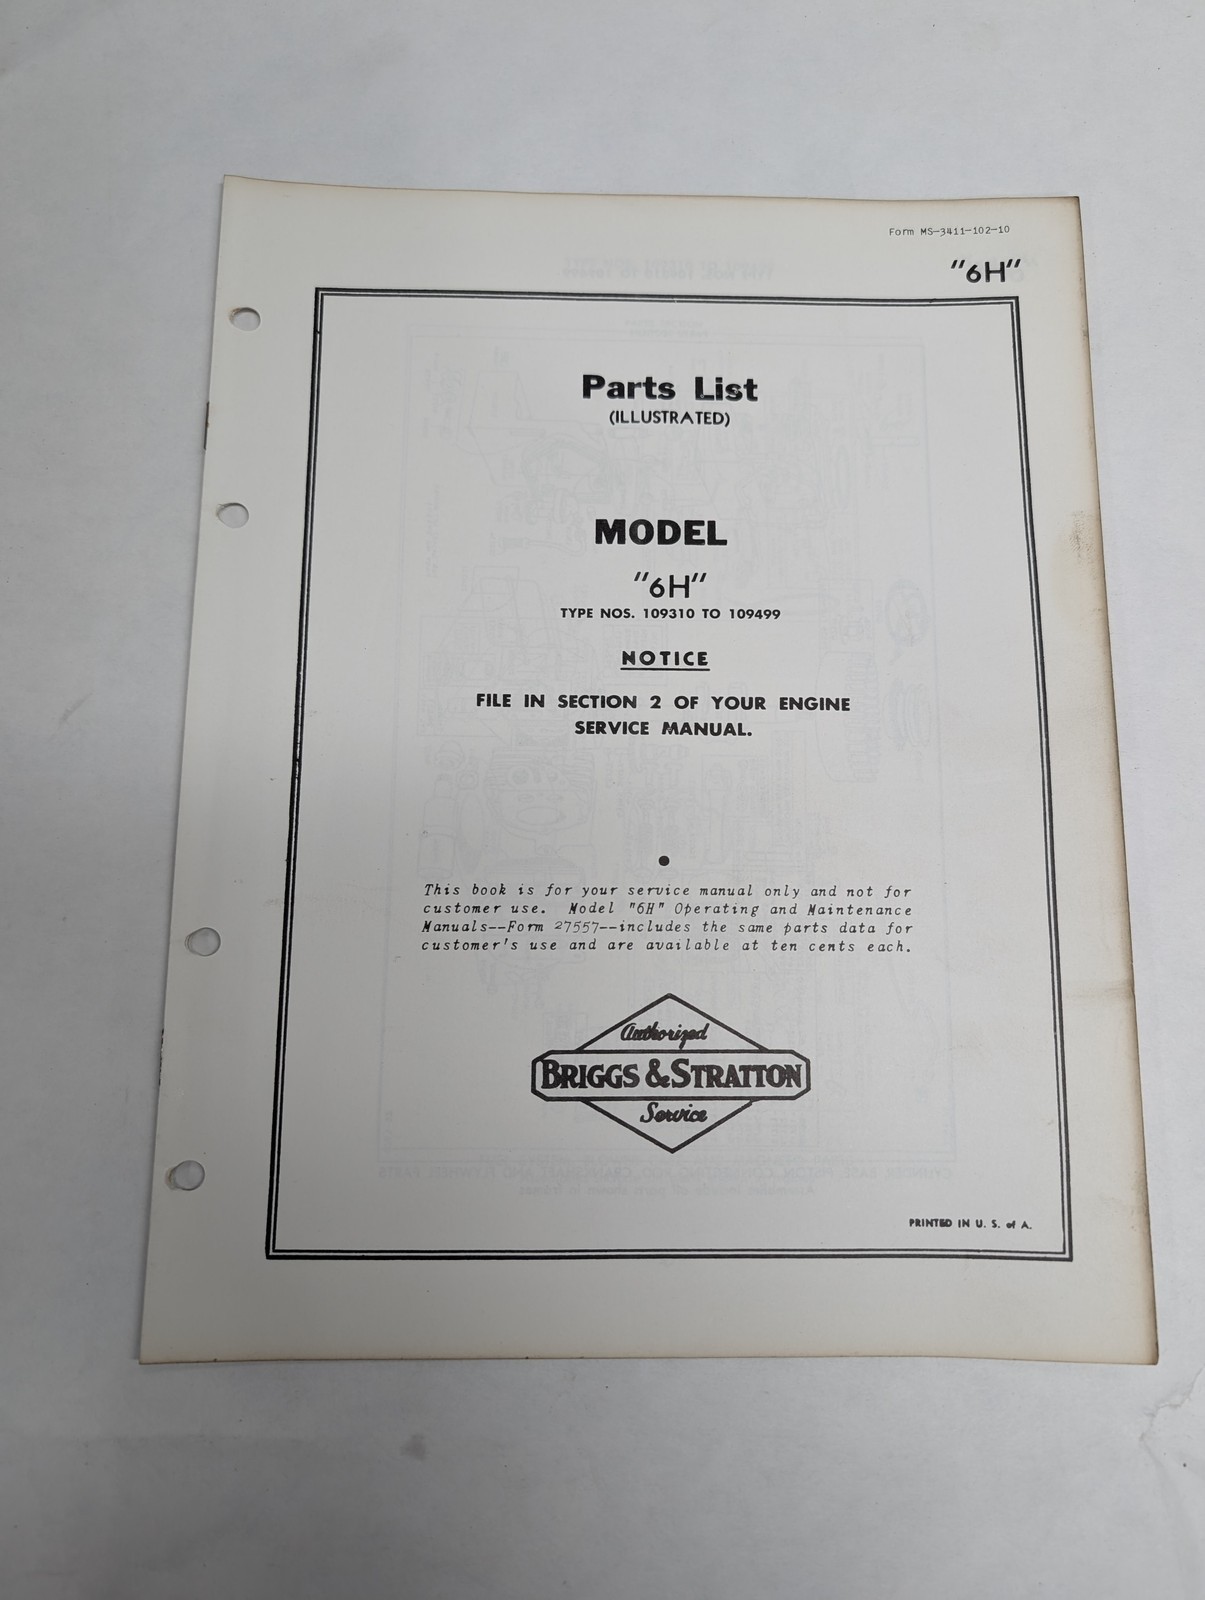 Form MS-3411-102-10
"6H"
Parts List
(ILLUSTRATED)
MODEL
"6H"
TYPE NOS. 109310 TO 109499
NOTICE
FILE IN SECTION 2 OF YOUR ENGINE
SERVICE MANUAL.
This book is for your service manual only and not for
customer use. Model "6H" Operating and Maintenance
Manuals--Form 27557--includes the same parts data for
customer's use and are available at ten cents each.
Authorized
BRIGGS & STRATTON
Service
PRINTED IN U. S. of A.